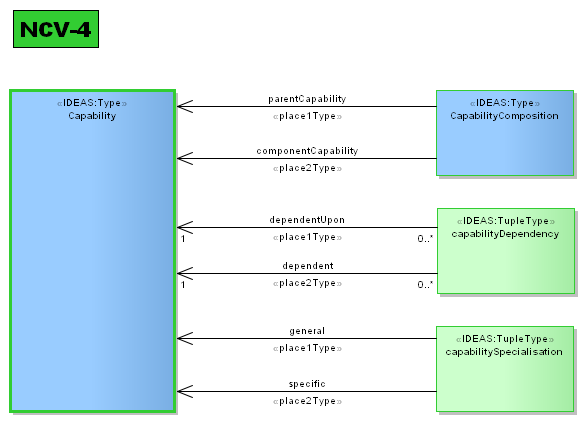 NCV-4
«IDEAS:Type»
Capability
parentCapability
«place1Type»
«IDEAS:Type»
CapabilityComposition
componentCapability
«place2Type»
dependentUpon
«place1Type»
1
0..*
«IDEAS:TupleType»
capabilityDependency
dependent
«place2Type»
1
0..*
general
«place1Type»
«IDEAS:TupleType»
capabilitySpecialisation
specific
«place2Type»